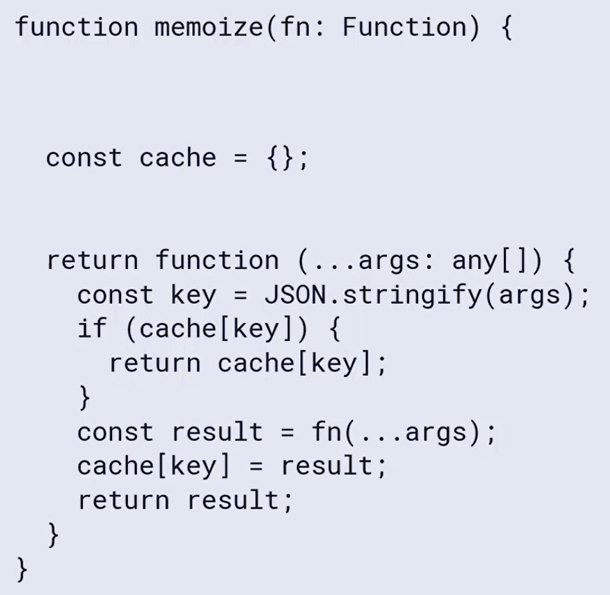 function memoize(fn: Function) {
const cache = {};
return function (...args: any[]) {
const key = JSON.stringify(args);
if (cache[key]) {
return cache[key];
}
const result = fn(...args);
cache[key] = result;
return result;
}
}